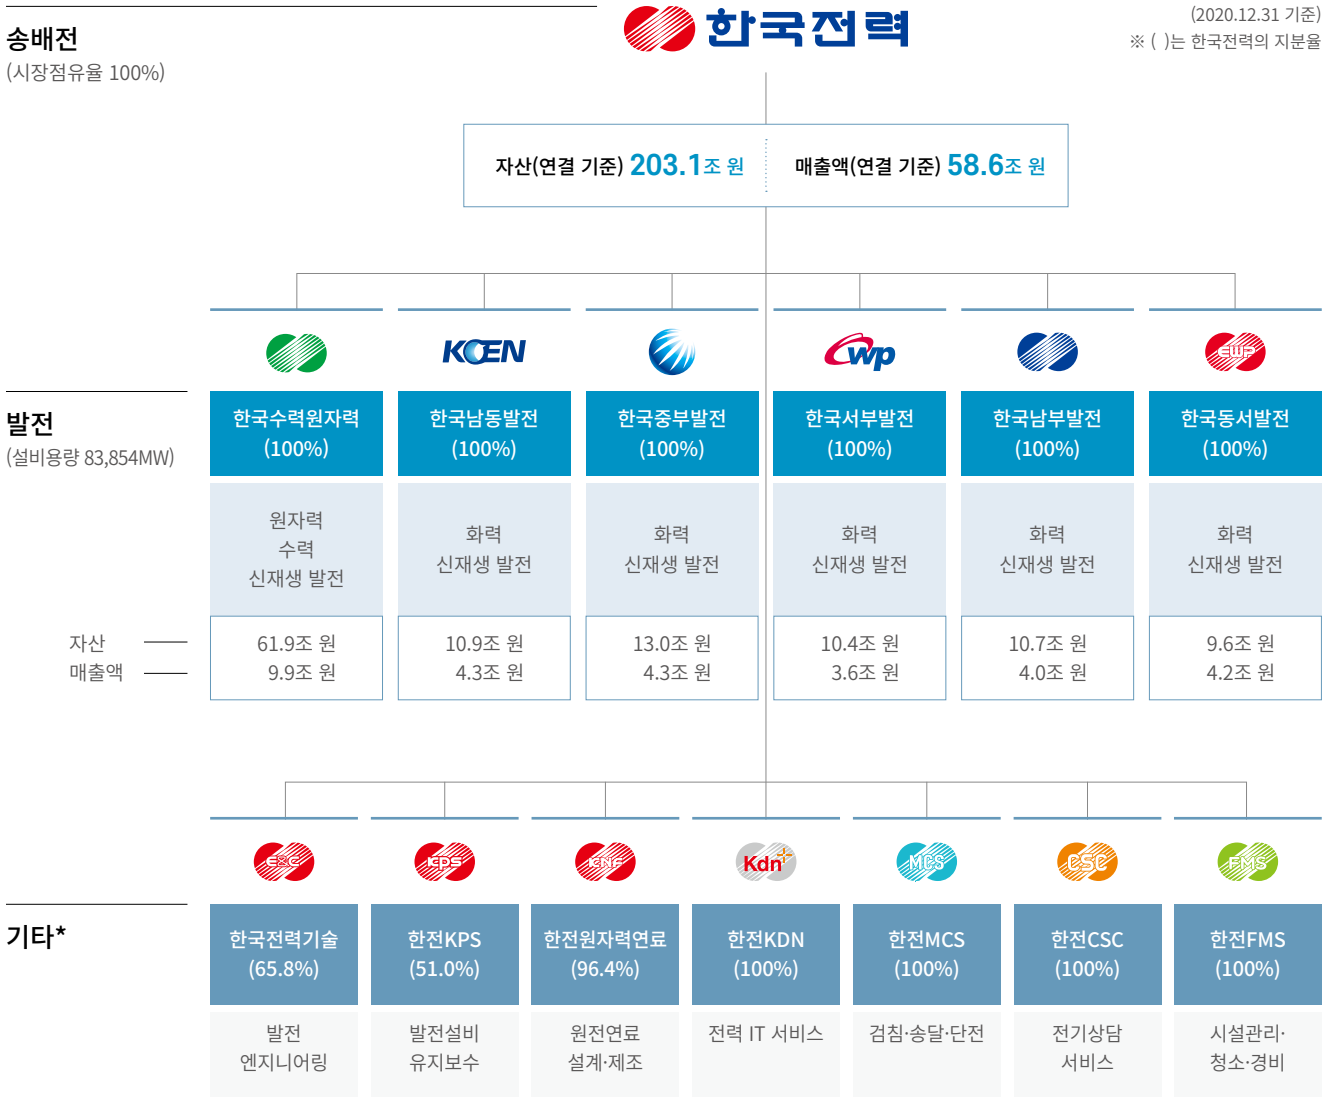 송배전
(시장점유율 100%)
한국전력
(2020.12.31 기준)
※ ( )는 한국전력의 지분율
자산(연결 기준) 203.1조 원
매출액(연결 기준) 58.6조 원
발전
(설비용량 83,854MW)
KOEN
wp
EWP
한국수력원자력
(100%)
한국남동발전
(100%)
한국중부발전
(100%)
한국서부발전
(100%)
한국남부발전
(100%)
한국동서발전
(100%)
원자력
수력
신재생 발전
화력
신재생 발전
화력
신재생 발전
화력
신재생 발전
화력
신재생 발전
화력
신재생 발전
자산
매출액
61.9조 원
9.9조 원
10.9조 원
4.3조 원
13.0조 원
4.3조 원
10.4조 원
3.6조 원
10.7조 원
4.0조 원
9.6조 원
4.2조 원
기타*
E&C
KPS
KNF
Kdn
MCS
CSC
FMS
한국전력기술
(65.8%)
한전KPS
(51.0%)
한전원자력연료
(96.4%)
한전KDN
(100%)
한전MCS
(100%)
한전CSC
(100%)
한전FMS
(100%)
발전
엔지니어링
발전설비
유지보수
원전연료
설계·제조
전력 IT 서비스
검침·송달·단전
전기상담
서비스
시설관리·
청소·경비